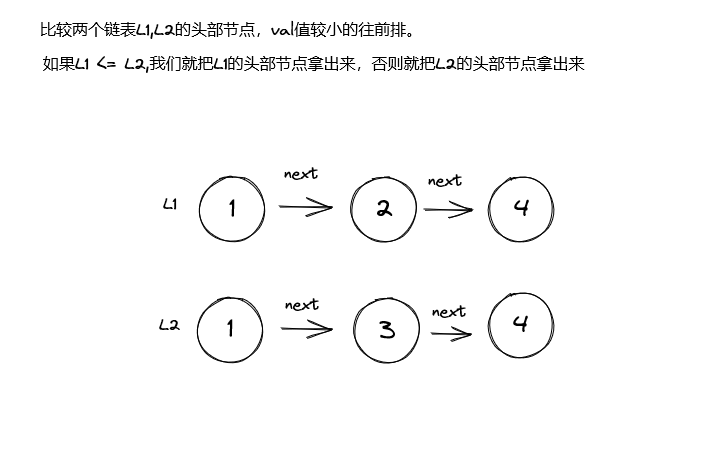 比较两个链表L1,L2的头部节点，val值较小的往前排。
如果L1 <= L2,我们就把L1的头部节点拿出来，否则就把L2的头部节点拿出来
next
next
L1 1 2 4
next
next
L2 1 3 4